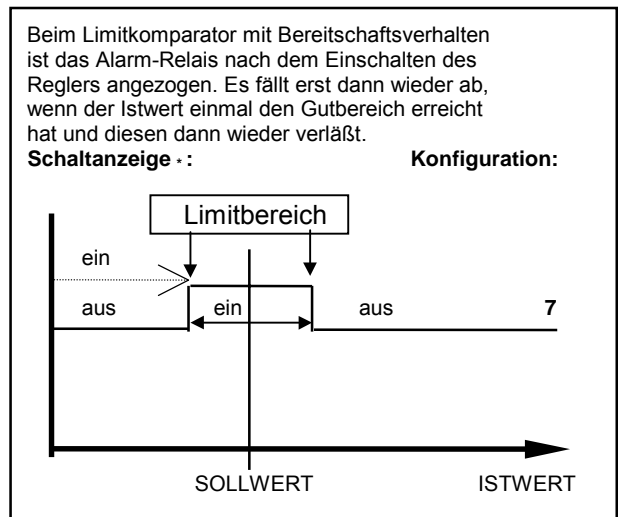 Beim Limitkomparator mit Bereitschaftsverhalten
ist das Alarm-Relais nach dem Einschalten des
Reglers angezogen. Es fällt erst dann wieder ab,
wenn der Istwert einmal den Gutbereich erreicht
hat und diesen dann wieder verläßt.
Schaltanzeige * : Konfiguration:
Limitbereich
ein
aus ein aus 7
SOLLWERT ISTWERT